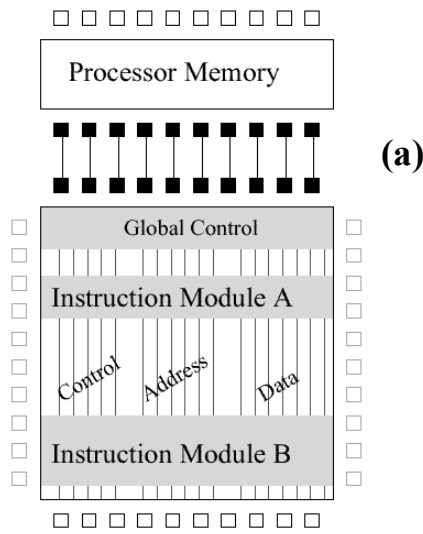 Processor Memory
(a)
Global Control
Instruction Module A
Control Address Data
Instruction Module B